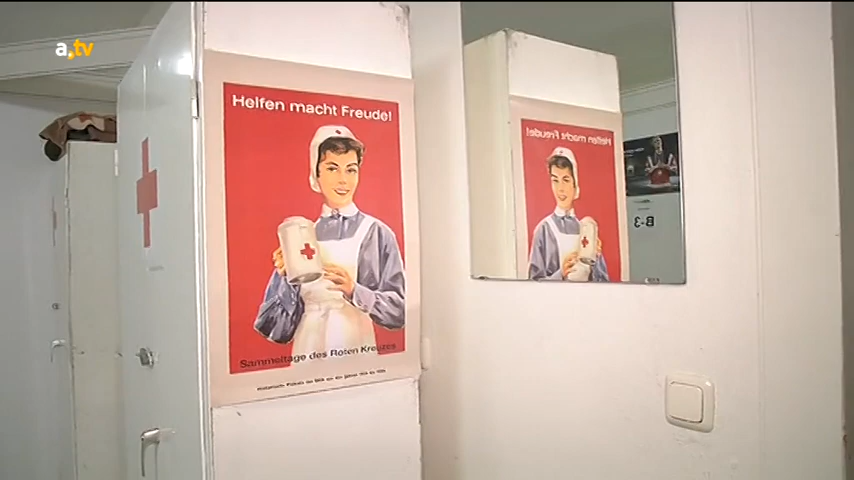 a.tv
Helfen macht Freude!
Helfen macht Freude!
B-3
Sammeltage des Roten Kreuzes